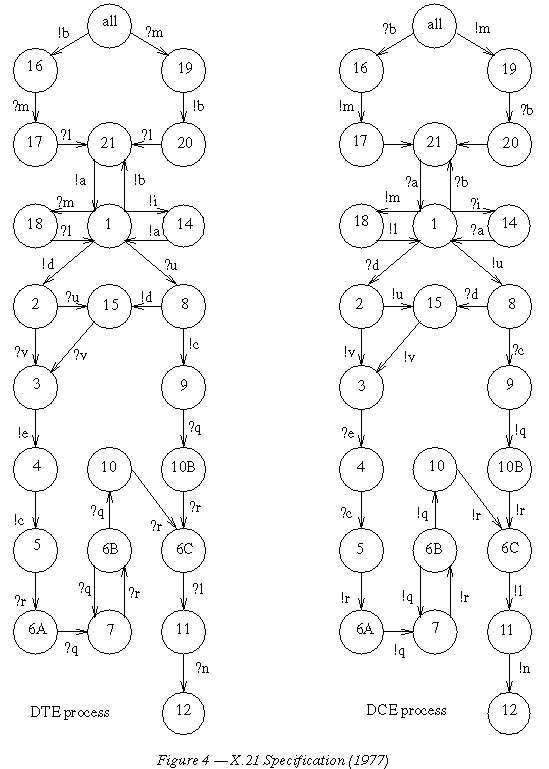 all all
!b ?m ?b !m
16 19 16 19
?m !b !m ?b
17 ?l 21 ?l 20 17 21 20
!a !b ?a ?b
?m !i !m ?i
18 1 14 18 1 14
?l !a !l ?a
!d ?u ?d !u
2 ?u 15 !d 8 2 !u 15 ?d 8
?v ?v !c !v !v ?c
3 9 3 9
!e ?q ?e !q
4 10 10B 4 10 10B
!c ?q ?r ?r ?c !q !r !r
5 6B 6C 5 6B 6C
?r ?q ?r ?l !r !q !r !l
6A ?q 7 11 6A !q 7 11
?n !n
12 12
DTE process DCE process
Figure 4 — X.21 Specification (1977)